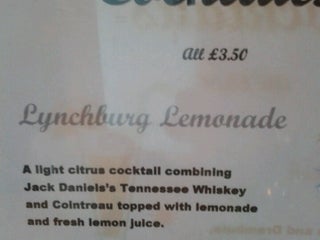 Cocktails
All £3.50
Lynchburg Lemonade
A light citrus cocktail combining
Jack Daniels's Tennessee Whiskey
and Cointreau topped with lemonade
and fresh lemon juice.